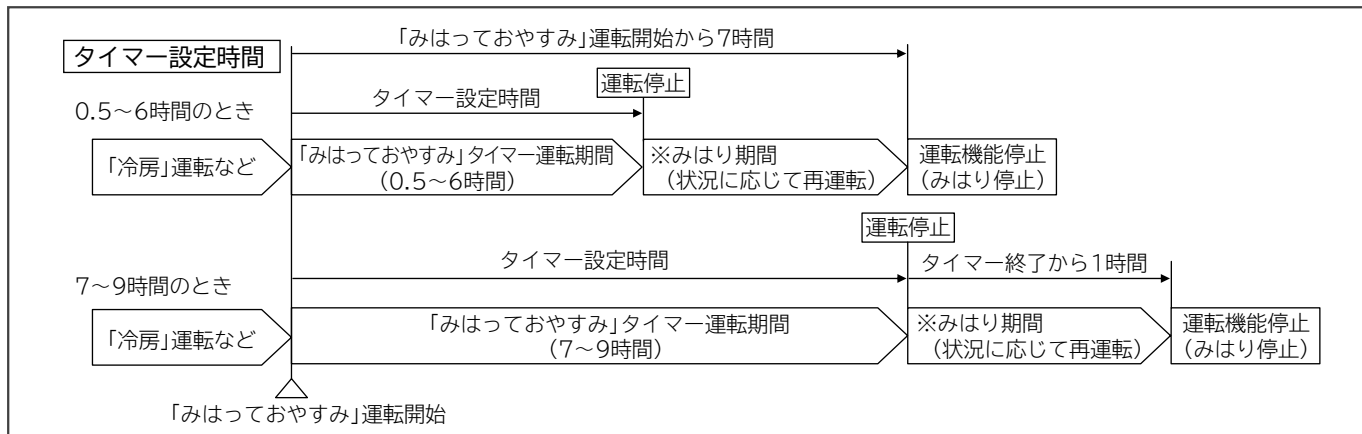 「みはっておやすみ」運転開始から7時間
タイマー設定時間
運転停止
タイマー設定時間
0.5～6時間のとき
「冷房」運転など
「みはっておやすみ」タイマー運転期間
（0.5～6時間）
※みはり期間
（状況に応じて再運転）
運転機能停止
（みはり停止）
運転停止
タイマー設定時間
タイマー終了から1時間
7～9時間のとき
「冷房」運転など
「みはっておやすみ」タイマー運転期間
（7～9時間）
※みはり期間
（状況に応じて再運転）
運転機能停止
（みはり停止）
「みはっておやすみ」運転開始